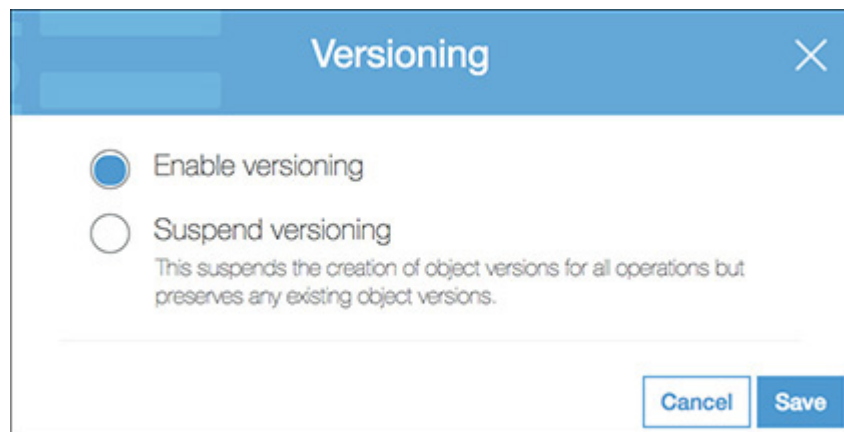 Versioning
Enable versioning
Suspend versioning
This suspends the creation of object versions for all operations but
preserves any existing object versions.
Cancel
Save